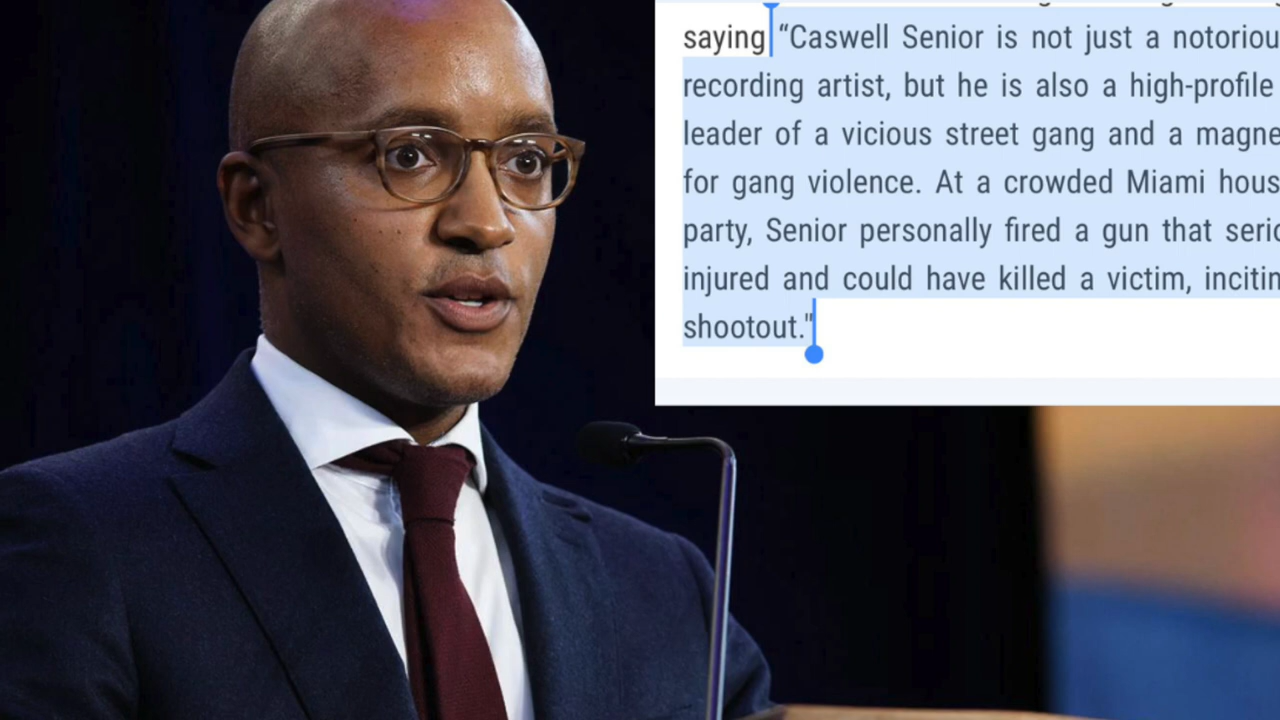 saying “Caswell Senior is not just a notoriou
recording artist, but he is also a high-profile
leader of a vicious street gang and a magne
for gang violence. At a crowded Miami hous
party, Senior personally fired a gun that serio
injured and could have killed a victim, incitin
shootout."